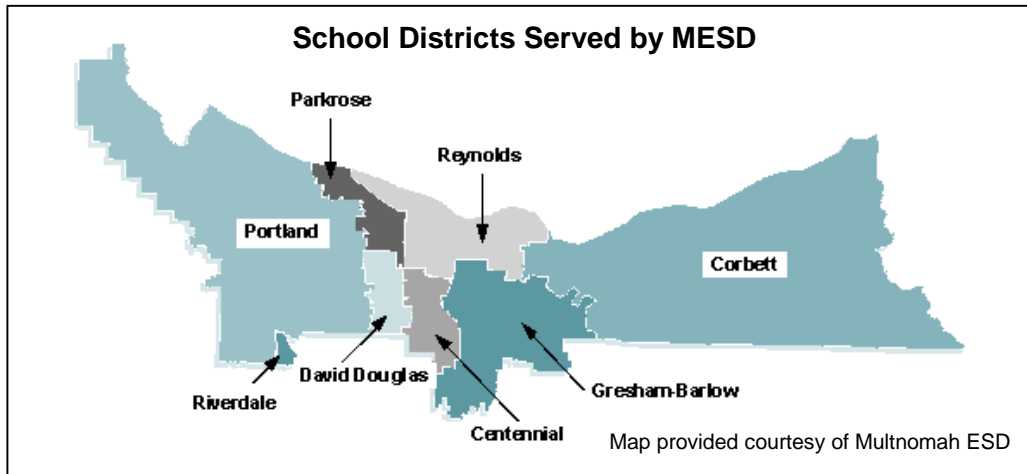 School Districts Served by MESD
Parkrose
Reynolds
Portland
Corbett
David Douglas
Riverdale
Gresham-Barlow
Centennial
Map provided courtesy of Multnomah ESD